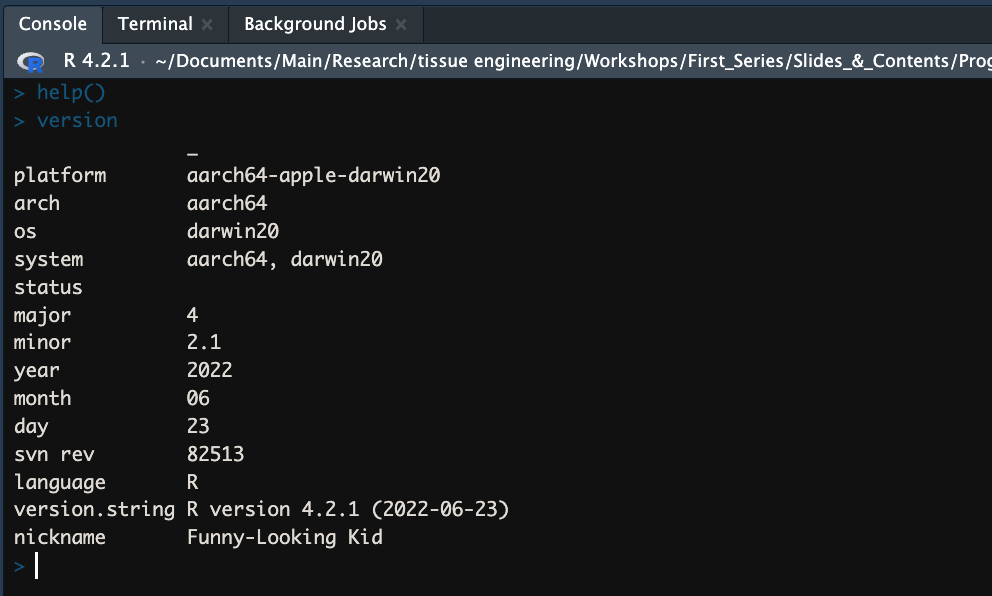 Console Terminal × Background Jobs ×
R 4.2.1 · ~/Documents/Main/Research/tissue engineering/Workshops/First_Series/Slides_&_Contents/Prog
> help()
> version
_
platform aarch64-apple-darwin20
arch aarch64
os darwin20
system aarch64, darwin20
status
major 4
minor 2.1
year 2022
month 06
day 23
svn rev 82513
language R
version.string R version 4.2.1 (2022-06-23)
nickname Funny-Looking Kid
>